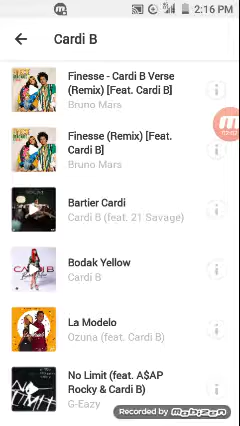 2:16 PM
Cardi B
Finesse - Cardi B Verse
(Remix) [Feat. Cardi B]
Bruno Mars
Finesse (Remix) [Feat.
Cardi B]
Bruno Mars
Bartier Cardi
Cardi B (feat. 21 Savage)
Bodak Yellow
Cardi B
La Modelo
Ozuna (feat. Cardi B)
No Limit (feat. A$AP
Rocky & Cardi B)
G-Eazy
Recorded by Mobizen